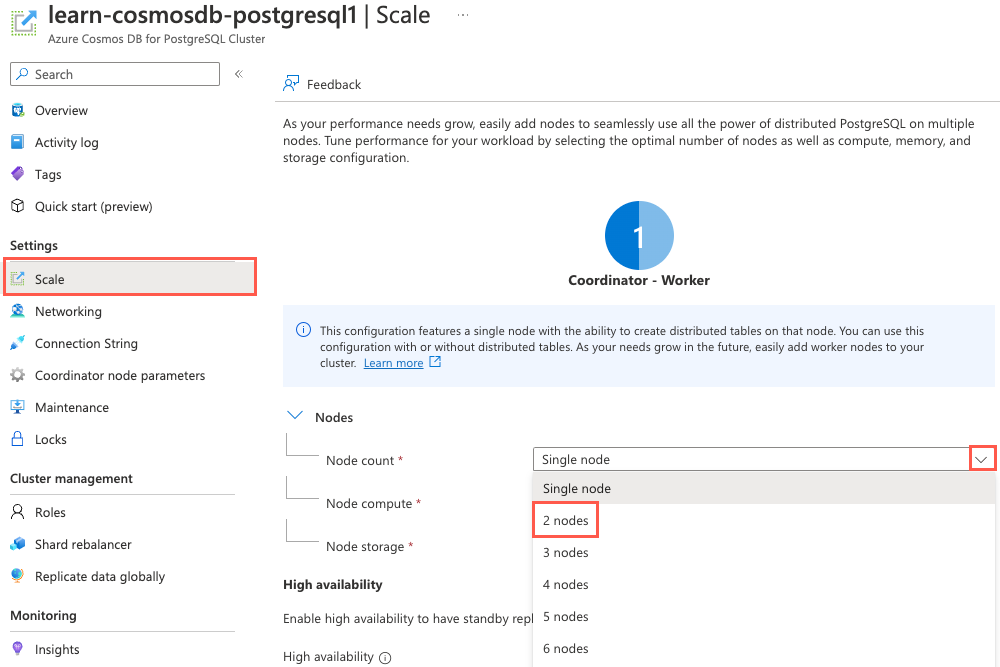 learn-cosmosdb-postgresql1 | Scale ...
Azure Cosmos DB for PostgreSQL Cluster
Search
«
Overview
Activity log
Tags
Quick start (preview)
Settings
Scale
Networking
Connection String
Coordinator node parameters
Maintenance
Locks
Cluster management
Roles
Shard rebalancer
Replicate data globally
Monitoring
Insights
Feedback
As your performance needs grow, easily add nodes to seamlessly use all the power of distributed PostgreSQL on multiple
nodes. Tune performance for your workload by selecting the optimal number of nodes as well as compute, memory, and
storage configuration.
1
Coordinator - Worker
This configuration features a single node with the ability to create distributed tables on that node. You can use this
configuration with or without distributed tables. As your needs grow in the future, easily add worker nodes to your
cluster. Learn more
Nodes
Node count *
Single node
Node compute *
Node storage *
Single node
2 nodes
3 nodes
4 nodes
5 nodes
6 nodes
High availability
Enable high availability to have standby repl
High availability